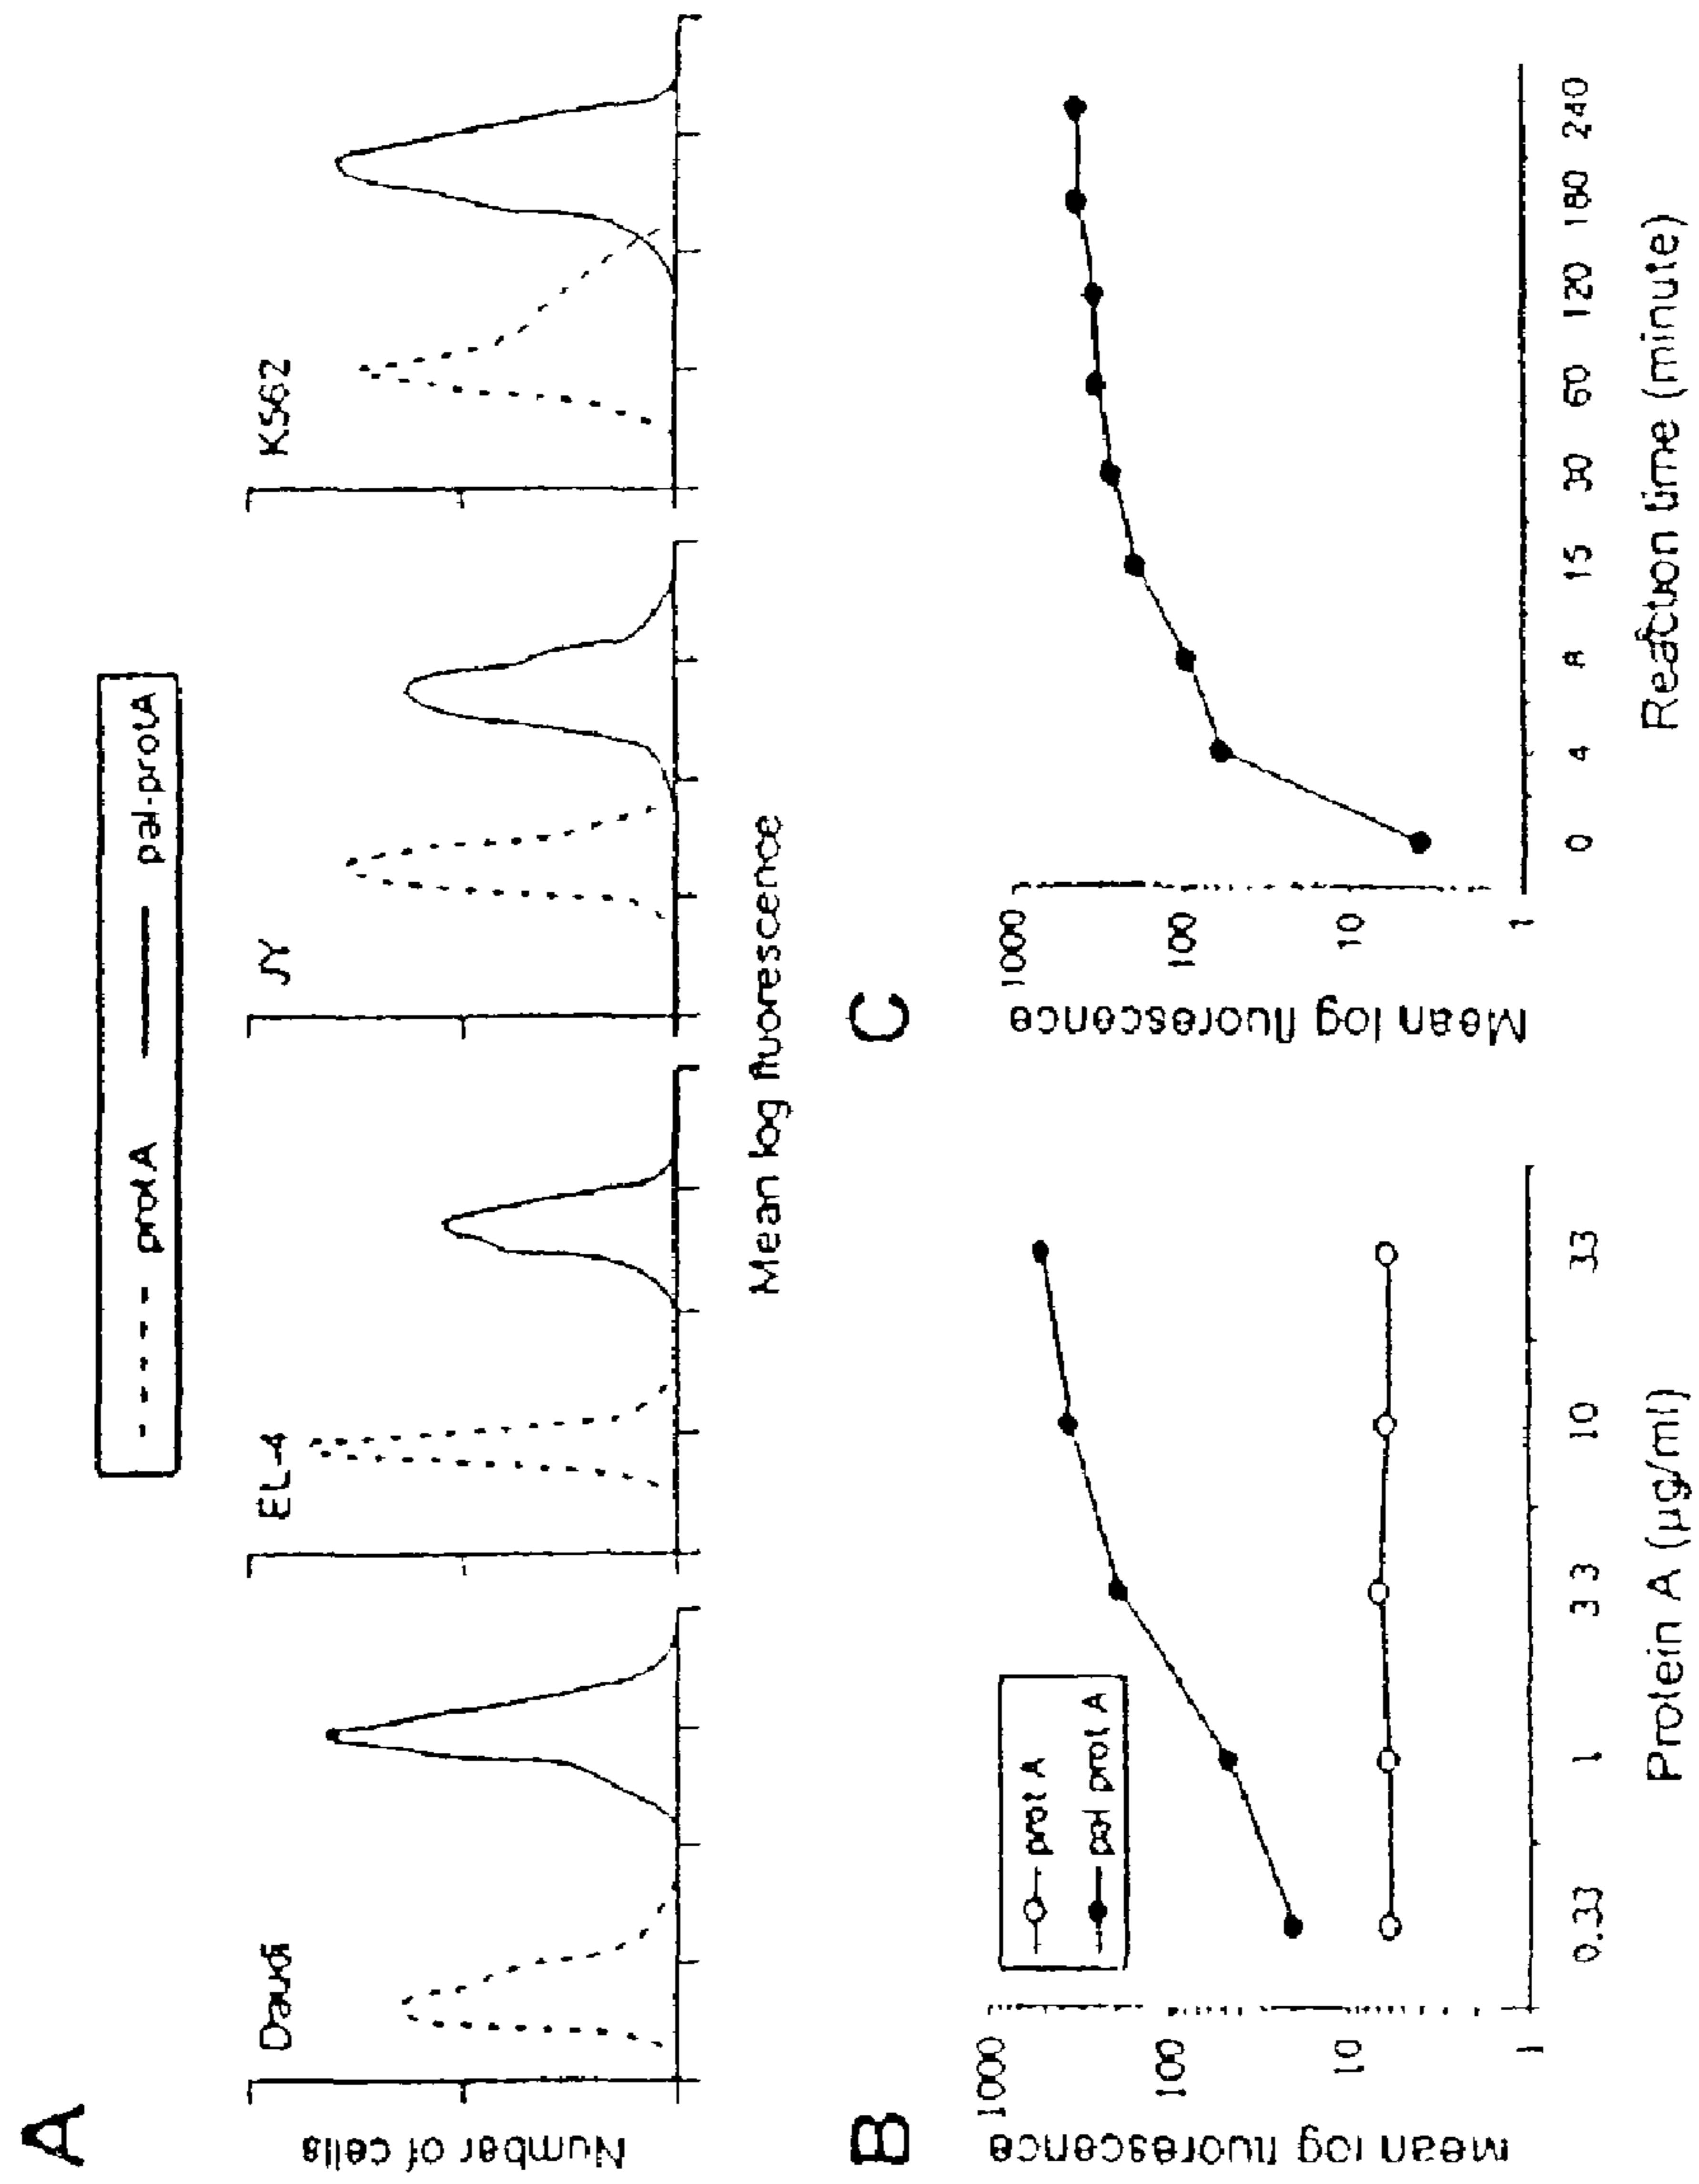 A
prot A pal-protA
Daudi EL-4 JY K562
Number of cells
Mean log fluorescence
B
Mean log fluorescence
1000
100
10
1
prot A
pal prot A
0.33 1 3 3 10 33
Protein A (µg/ml)
C
Mean log fluorescence
1000
100
10
1
0 4 8 15 30 60 120 180 240
Reaction time (minute)